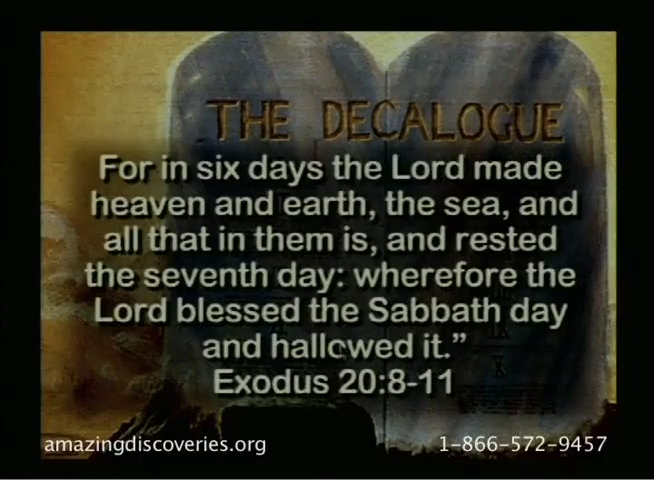 THE DECALOGUE
For in six days the Lord made
heaven and earth, the sea, and
all that in them is, and rested
the seventh day: wherefore the
Lord blessed the Sabbath day
and hallowed it.”
Exodus 20:8-11
amazingdiscoveries.org
1-866-572-9457